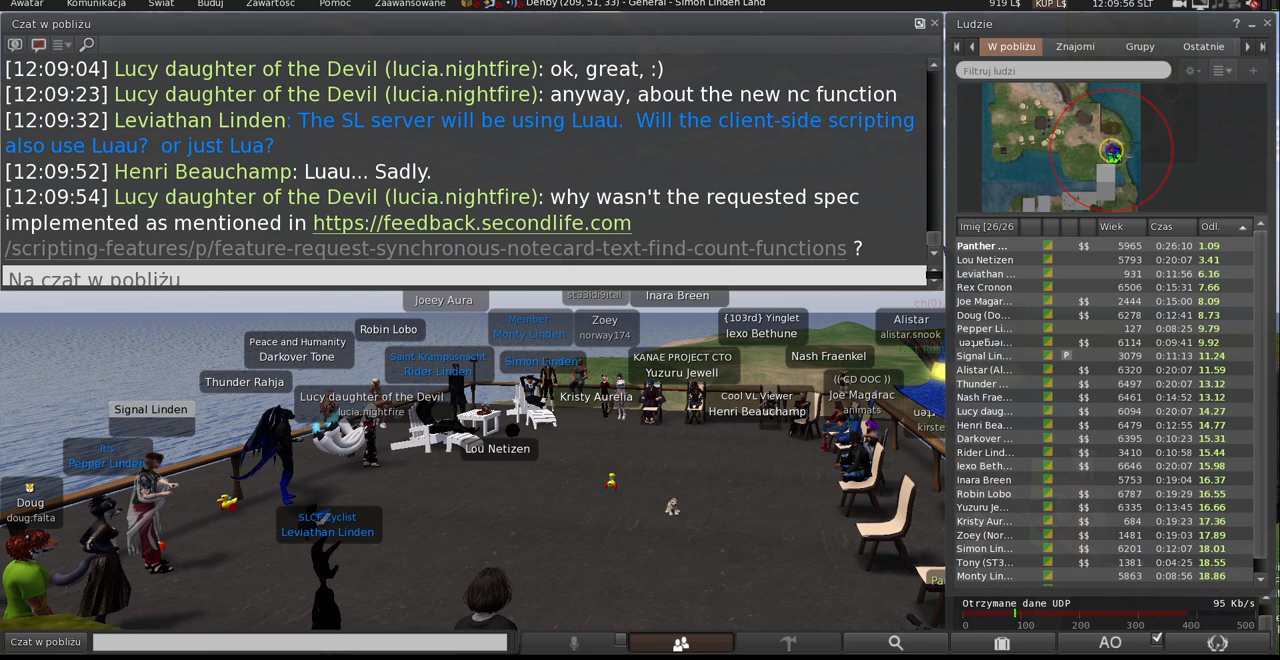 Awatar Komunikacja Świat Buduj Zawartość Pomoc Zaawansowane Denby (209, 51, 33) - General - Simon Linden Land 919 L$ KUP L$ 12:09:56 SLT
Czat w pobliżu
[12:09:04] Lucy daughter of the Devil (lucia.nightfire): ok, great, :)
[12:09:23] Lucy daughter of the Devil (lucia.nightfire): anyway, about the new nc function
[12:09:32] Leviathan Linden: The SL server will be using Luau. Will the client-side scripting
also use Luau? or just Lua?
[12:09:52] Henri Beauchamp: Luau... Sadly.
[12:09:54] Lucy daughter of the Devil (lucia.nightfire): why wasn't the requested spec
implemented as mentioned in https://feedback.secondlife.com
/scripting-features/p/feature-request-synchronous-notecard-text-find-count-functions ?
Na czat w pobliżu
Joeey Aura
st33ldi9ital
Inara Breen
Robin Lobo
Member
Monty Linden
Zoey
norway174
{103rd} Yinglet
Iexo Bethune
Alistar
alistar.snook
Peace and Humanity
Darkover Tone
Saint Krampusnacht
Rider Linden
Simon Linden
KANAE PROJECT CTO
Yuzuru Jewell
Nash Fraenkel
Thunder Rahja
Lucy daughter of the Devil
lucia.nightfire
Kristy Aurelia
Cool VL Viewer
Henri Beauchamp
(( CD OOC ))
Joe Magarac
animats
Signal Linden
Lou Netizen
It's
Pepper Linden
Doug
doug.falta
SLCF Cyclist
Leviathan Linden
Czat w pobliżu
Ludzie
W pobliżu Znajomi Grupy Ostatnie
Filtruj ludzi
Imię [26/26 Wiek Czas Odl.
Panther ... $$ 5965 0:26:10 1.09
Lou Netizen 5793 0:20:07 3.41
Leviathan ... 931 0:11:56 6.16
Rex Cronon 6506 0:15:31 7.66
Joe Magar... $$ 2444 0:15:00 8.09
Doug (Do... $$ 6278 0:12:41 8.73
Pepper Li... 127 0:08:25 9.79
$$ 6114 0:09:41 9.92
Signal Lin... P 3079 0:11:13 11.24
Alistar (Al... $$ 6320 0:20:07 11.59
Thunder ... $$ 6497 0:20:07 13.12
Nash Frae... $$ 6461 0:14:52 13.12
Lucy daug... $$ 6094 0:20:07 14.27
Henri Bea... $$ 6479 0:12:55 14.77
Darkover ... $$ 6395 0:10:23 15.31
Rider Lind... $$ 3410 0:10:58 15.44
Iexo Beth... $$ 6646 0:20:07 15.98
Inara Breen 5753 0:19:04 16.37
Robin Lobo $$ 6787 0:19:29 16.55
Yuzuru Je... $$ 6335 0:13:45 16.66
Kristy Aur... $$ 684 0:19:23 17.36
Zoey (Nor... $$ 1481 0:19:03 17.89
Simon Lin... $$ 6201 0:12:07 18.01
Tony (ST3... $$ 1381 0:04:25 18.55
Monty Lin... 5863 0:08:56 18.86
Otrzymane dane UDP 95 Kb/s
0 100 200 300 400 500
AO